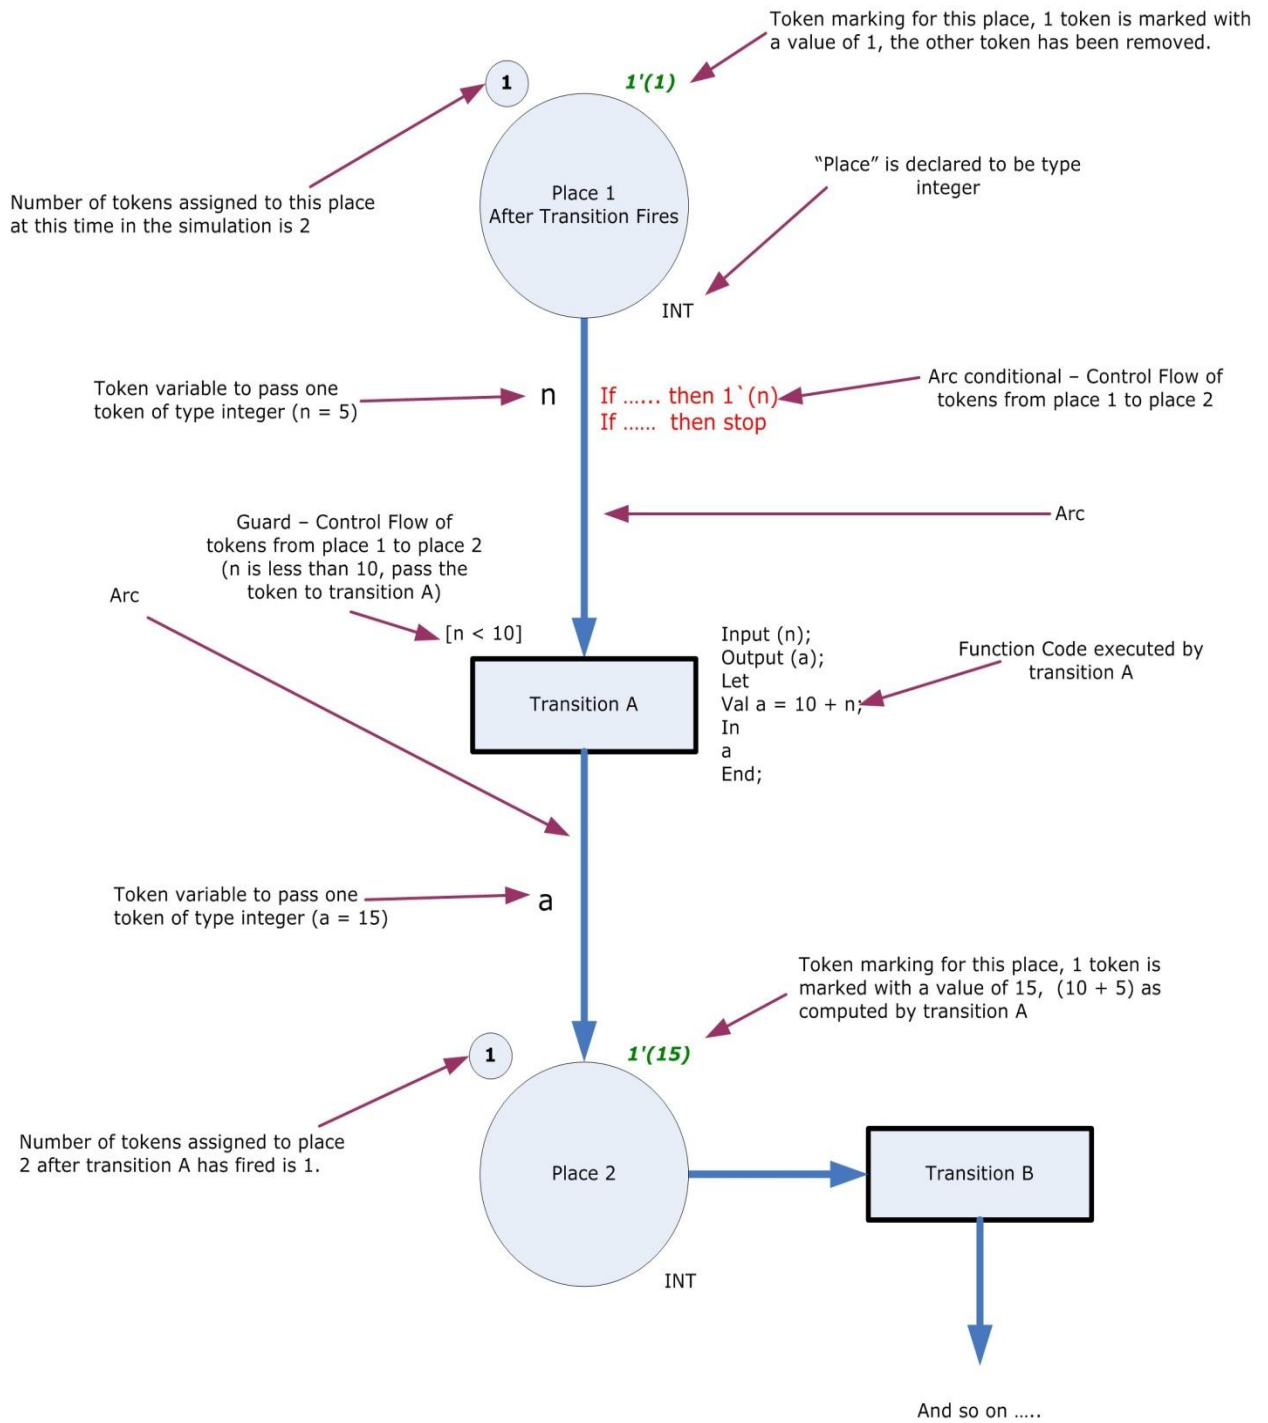 Token marking for this place, 1 token is marked with
a value of 1, the other token has been removed.
1
1'(1)
"Place" is declared to be type
integer
Place 1
After Transition Fires
Number of tokens assigned to this place
at this time in the simulation is 2
INT
Token variable to pass one
token of type integer (n = 5)
n
If …... then 1`(n)
If …… then stop
Arc conditional – Control Flow of
tokens from place 1 to place 2
Arc
Guard – Control Flow of
tokens from place 1 to place 2
(n is less than 10, pass the
token to transition A)
Arc
[n < 10]
Transition A
Input (n);
Output (a);
Let
Val a = 10 + n;
In
a
End;
Function Code executed by
transition A
Token variable to pass one
token of type integer (a = 15)
a
Token marking for this place, 1 token is
marked with a value of 15,  (10 + 5) as
computed by transition A
1
1'(15)
Number of tokens assigned to place
2 after transition A has fired is 1.
Place 2
Transition B
INT
And so on …..